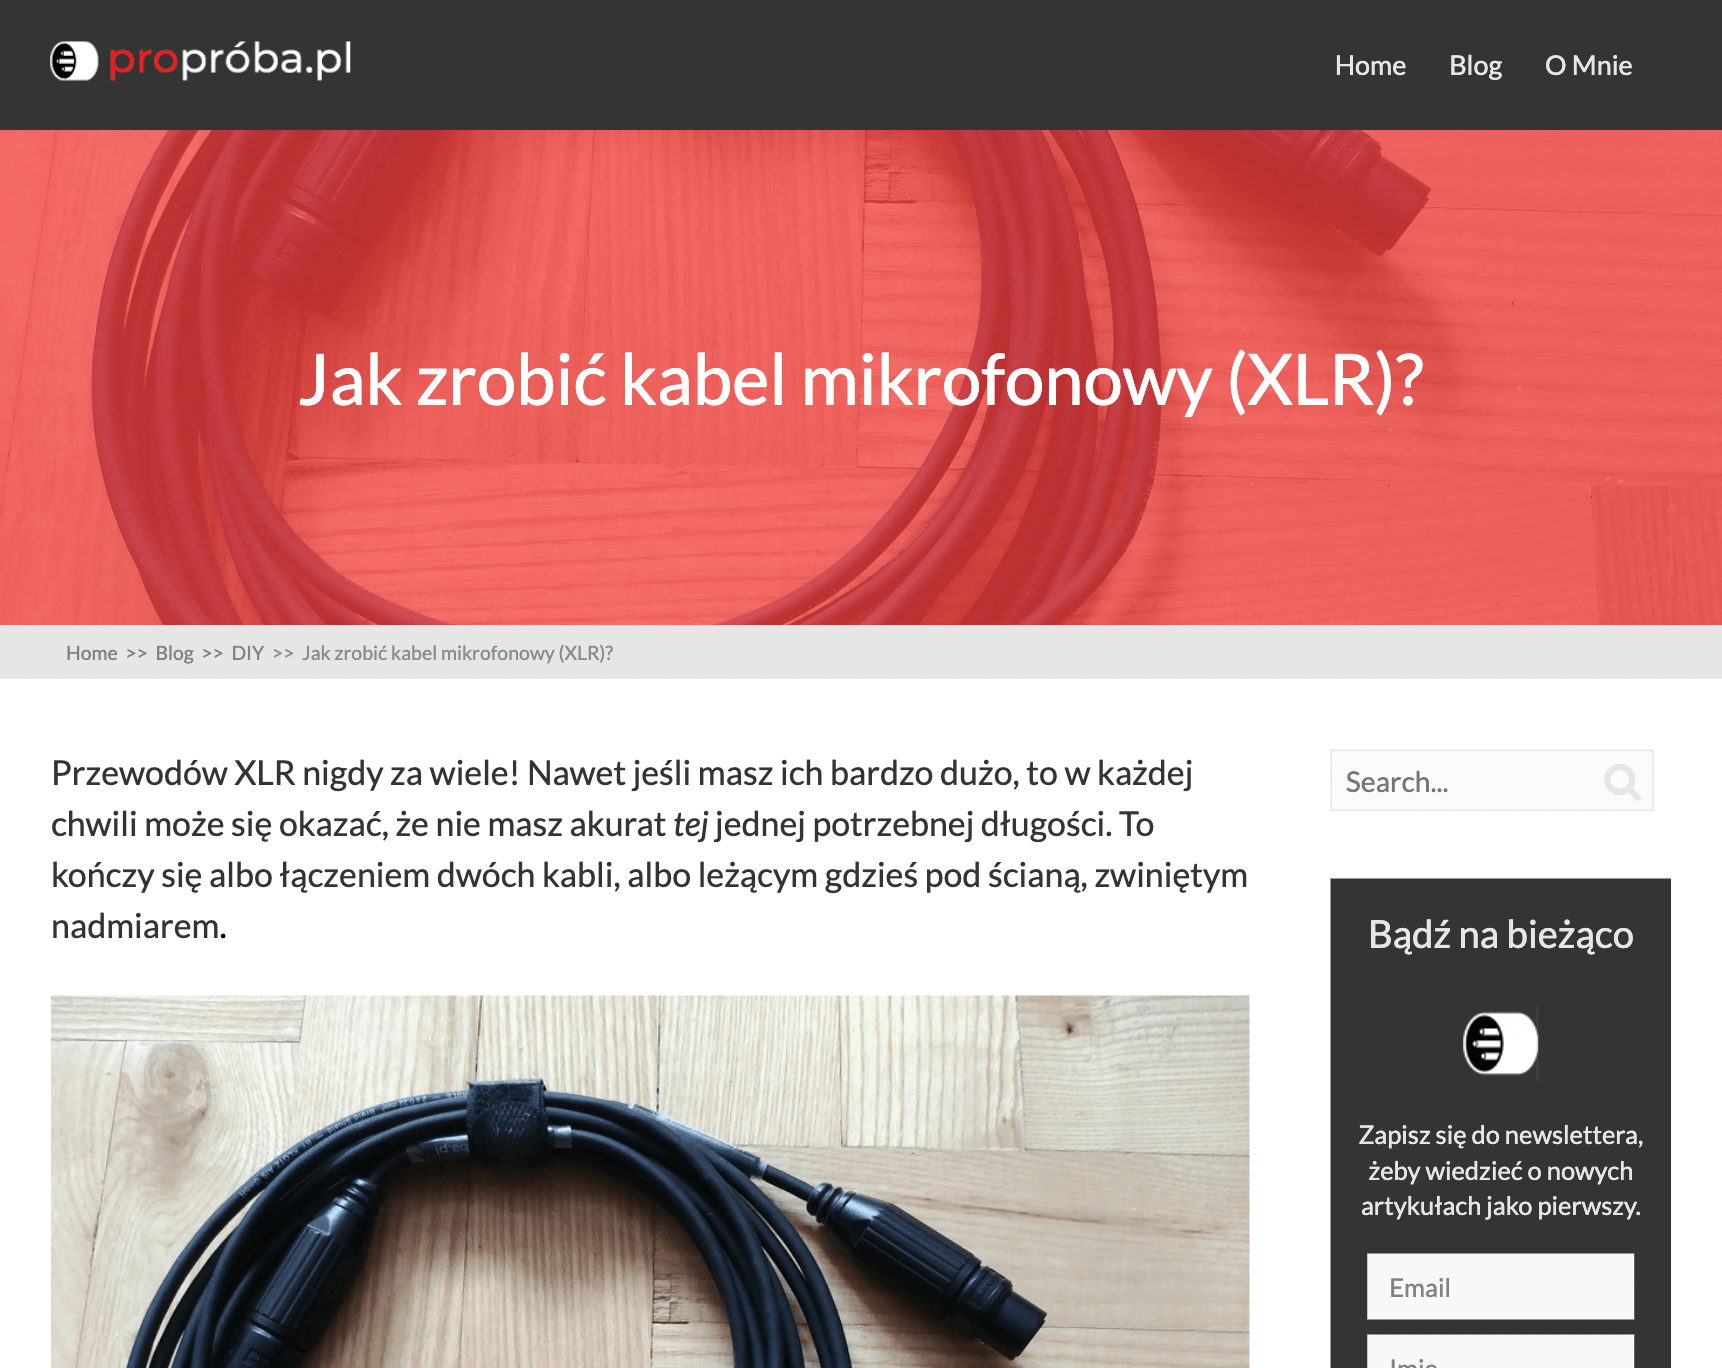 propróba.pl
Home Blog O Mnie
Jak zrobić kabel mikrofonowy (XLR)?
Home >> Blog >> DIY >> Jak zrobić kabel mikrofonowy (XLR)?
Przewodów XLR nigdy za wiele! Nawet jeśli masz ich bardzo dużo, to w każdej
chwili może się okazać, że nie masz akurat tej jednej potrzebnej długości. To
kończy się albo łączeniem dwóch kabli, albo leżącym gdzieś pod ścianą, zwiniętym
nadmiarem.
Search...
Bądź na bieżąco
Zapisz się do newslettera,
żeby wiedzieć o nowych
artykułach jako pierwszy.
Email
Imię